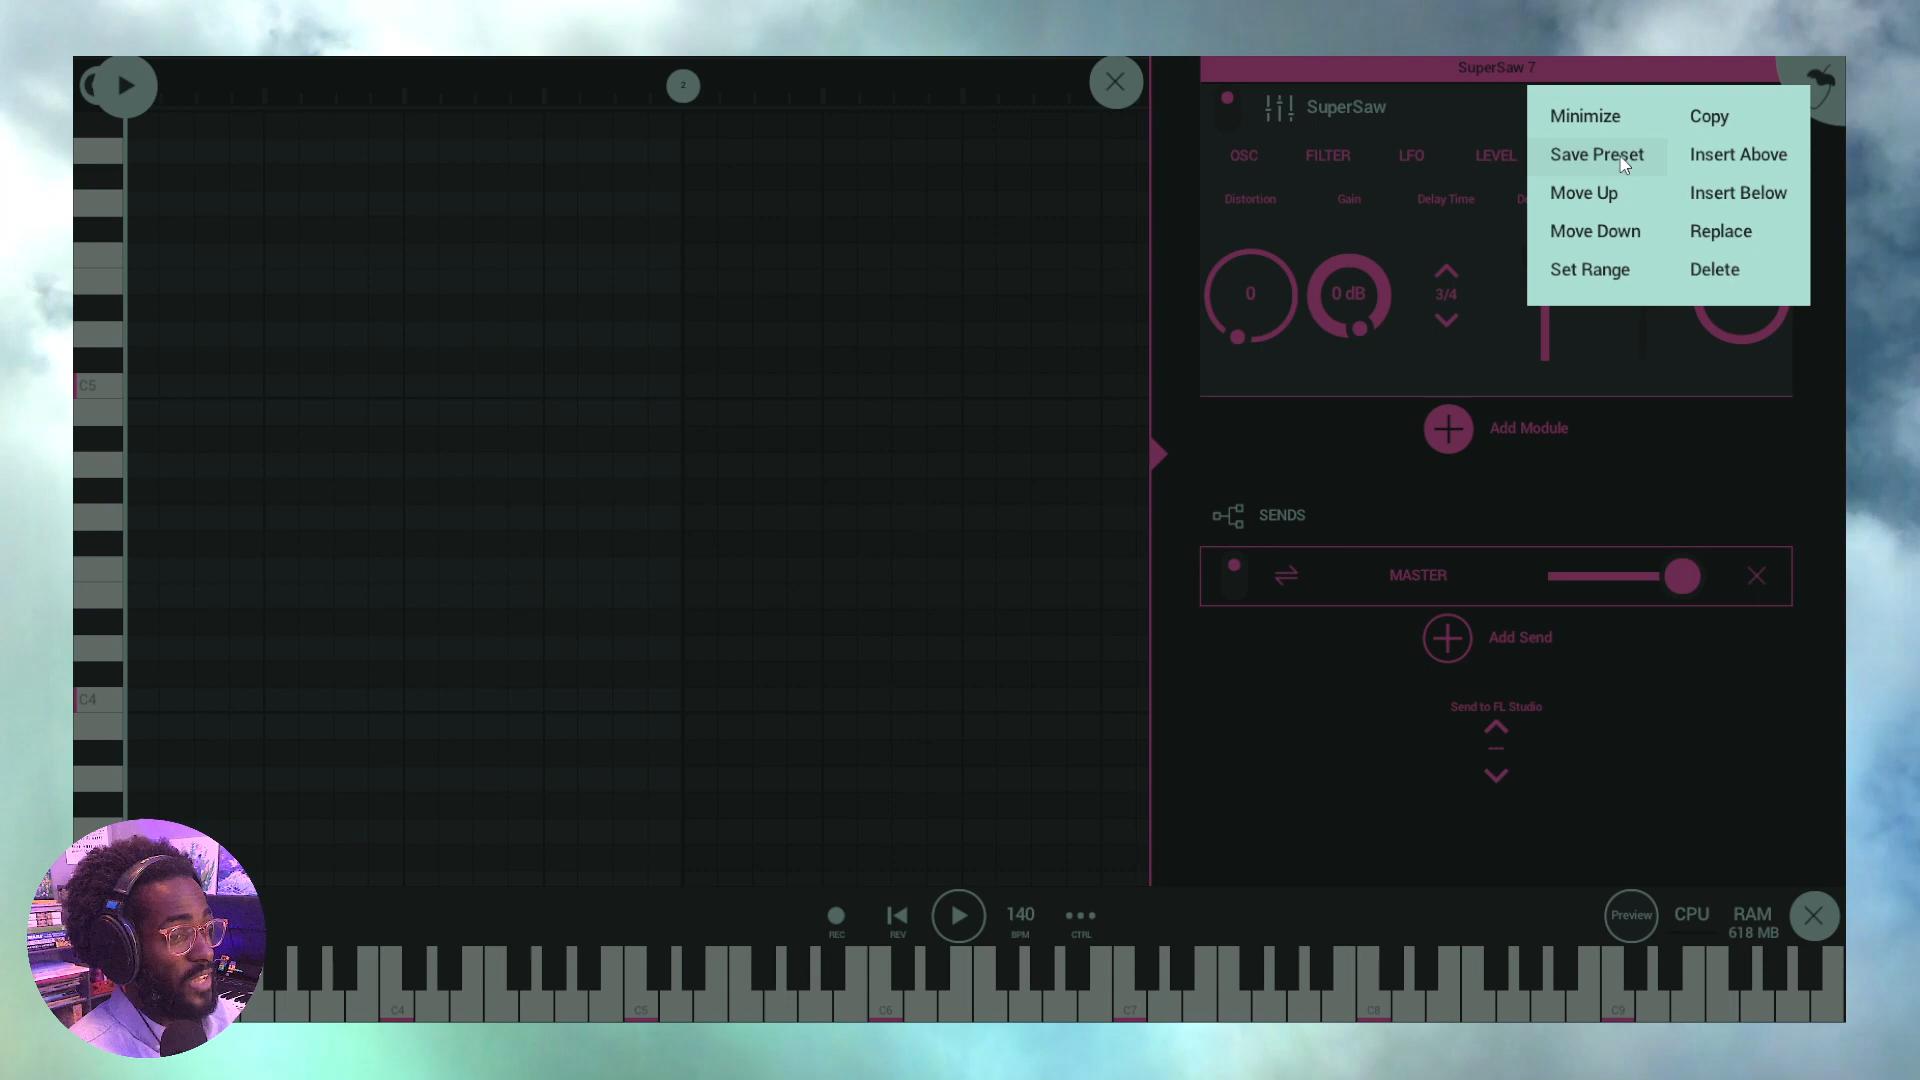 2
SuperSaw 7
SuperSaw
OSC FILTER LFO LEVEL
Distortion Gain Delay Time
0
0 dB
3/4
Minimize Copy
Save Preset Insert Above
Move Up Insert Below
Move Down Replace
Set Range Delete
Add Module
SENDS
MASTER
Add Send
Send to FL Studio
---
C5
C4
REC
REV
140
BPM
CTRL
Preview
CPU
RAM
618 MB
C4 C5 C6 C7 C8 C9